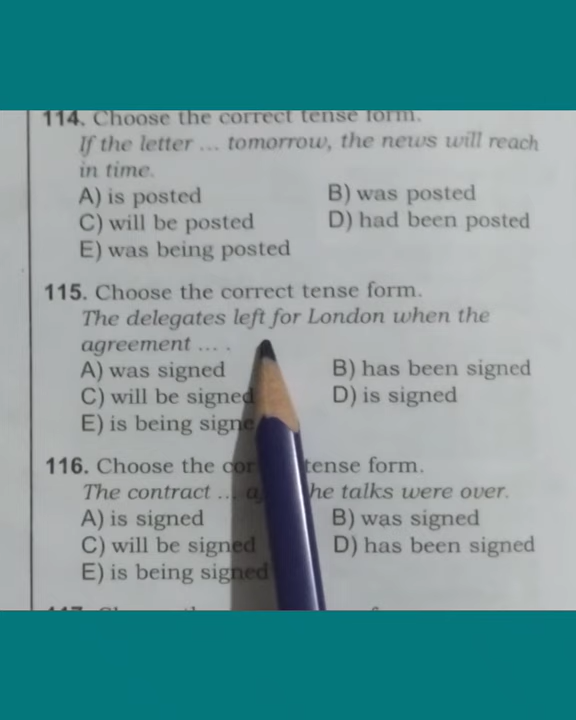 114. Choose the correct tense form.
If the letter ... tomorrow, the news will reach
in time.
A) is posted B) was posted
C) will be posted D) had been posted
E) was being posted
115. Choose the correct tense form.
The delegates left for London when the
agreement ... .
A) was signed B) has been signed
C) will be signed D) is signed
E) is being signe
116. Choose the cor tense form.
The contract ... a he talks were over.
A) is signed B) was signed
C) will be signed D) has been signed
E) is being signed